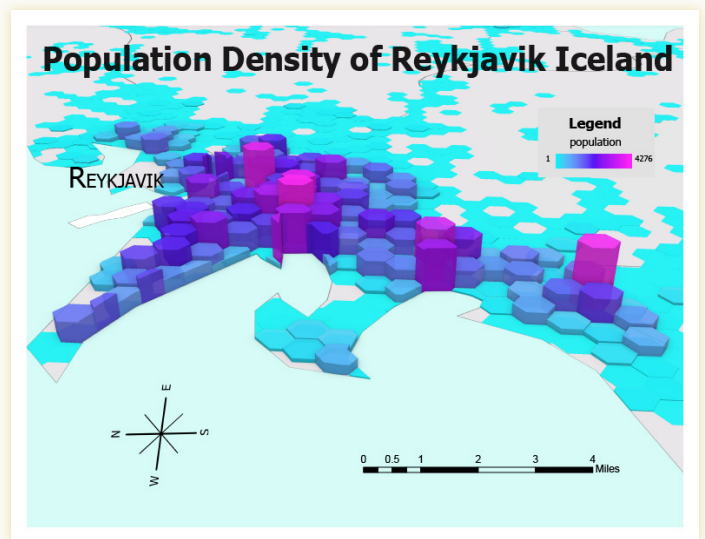 Population Density of Reykjavik Iceland
Legend
population
1 4276
REYKJAVIK
E
N S
W
0 0.5 1 2 3 4
Miles